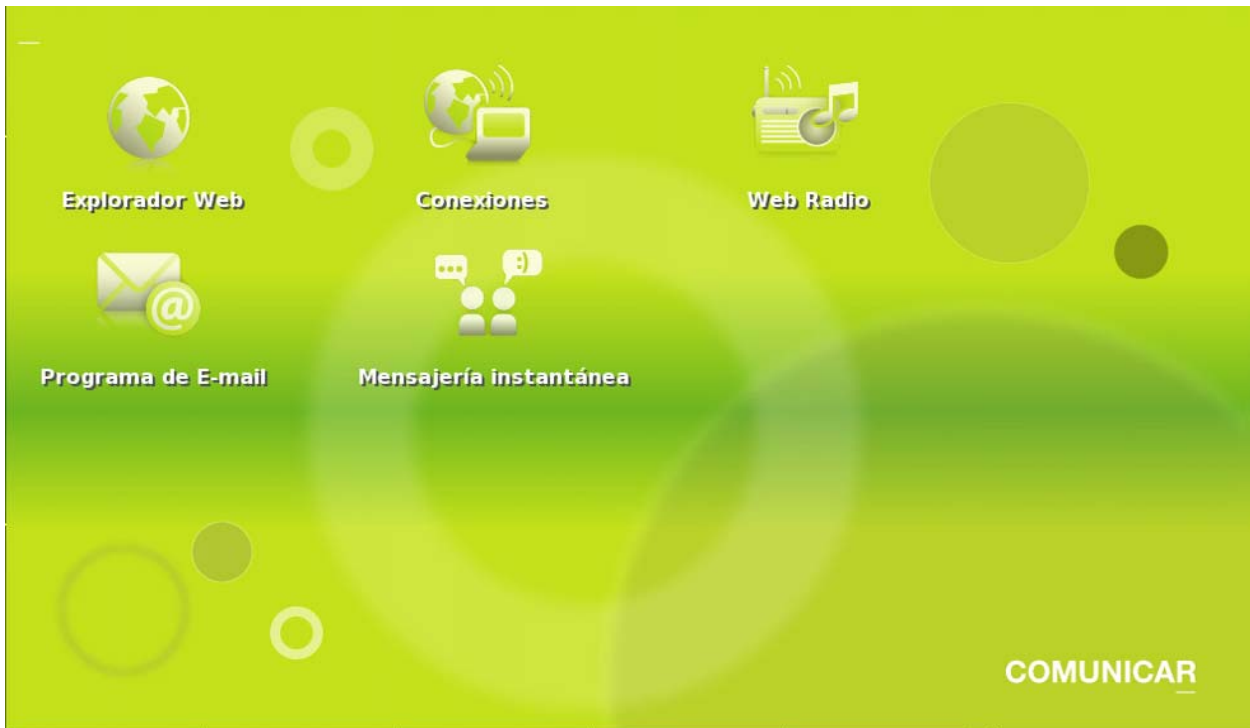 Explorador Web
Conexiones
Web Radio
@
...
:)
Programa de E-mail
Mensajería instantánea
COMUNICAR